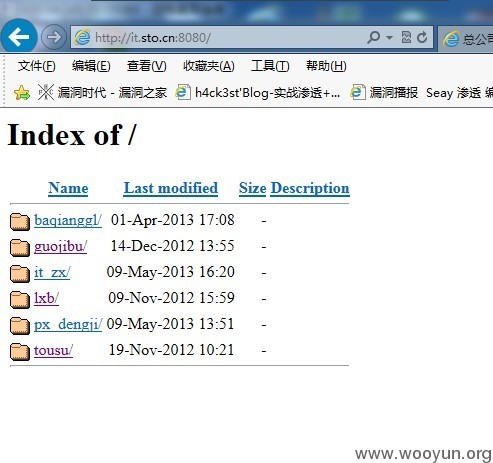 http://it.sto.cn:8080/
总公司
文件(F) 编辑(E) 查看(V) 收藏夹(A) 工具(T) 帮助(H)
漏洞时代 - 漏洞之家 h4ck3st'Blog-实战渗透+... 漏洞播报 Seay 渗透 编
Index of /
Name Last modified Size Description
baqianggl/ 01-Apr-2013 17:08 -
guojibu/ 14-Dec-2012 13:55 -
it_zx/ 09-May-2013 16:20 -
lxb/ 09-Nov-2012 15:59 -
px_dengji/ 09-May-2013 13:51 -
tousu/ 19-Nov-2012 10:21 -
www.wooyun.org